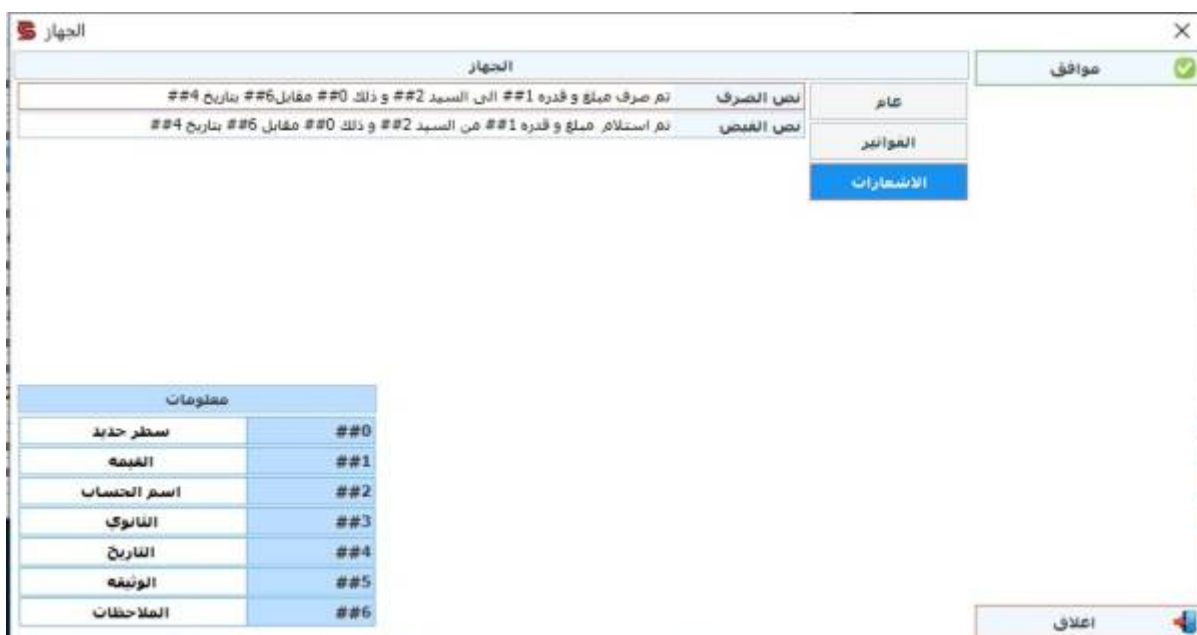 الجهاز
موافق
الجهاز
عام
نص الصرف تم صرف مبلغ و قدره 1## الى السيد 2## و ذلك 0## مقابل6## بتاريخ 4##
نص القبض تم استلام مبلغ و قدره 1## من السيد 2## و ذلك 0## مقابل 6## بتاريخ 4##
الفواتير
الاشعارات
معلومات
##0 سطر جديد
##1 القيمه
##2 اسم الحساب
##3 الثانوي
##4 التاريخ
##5 الوثيقه
##6 الملاحظات
اغلاق